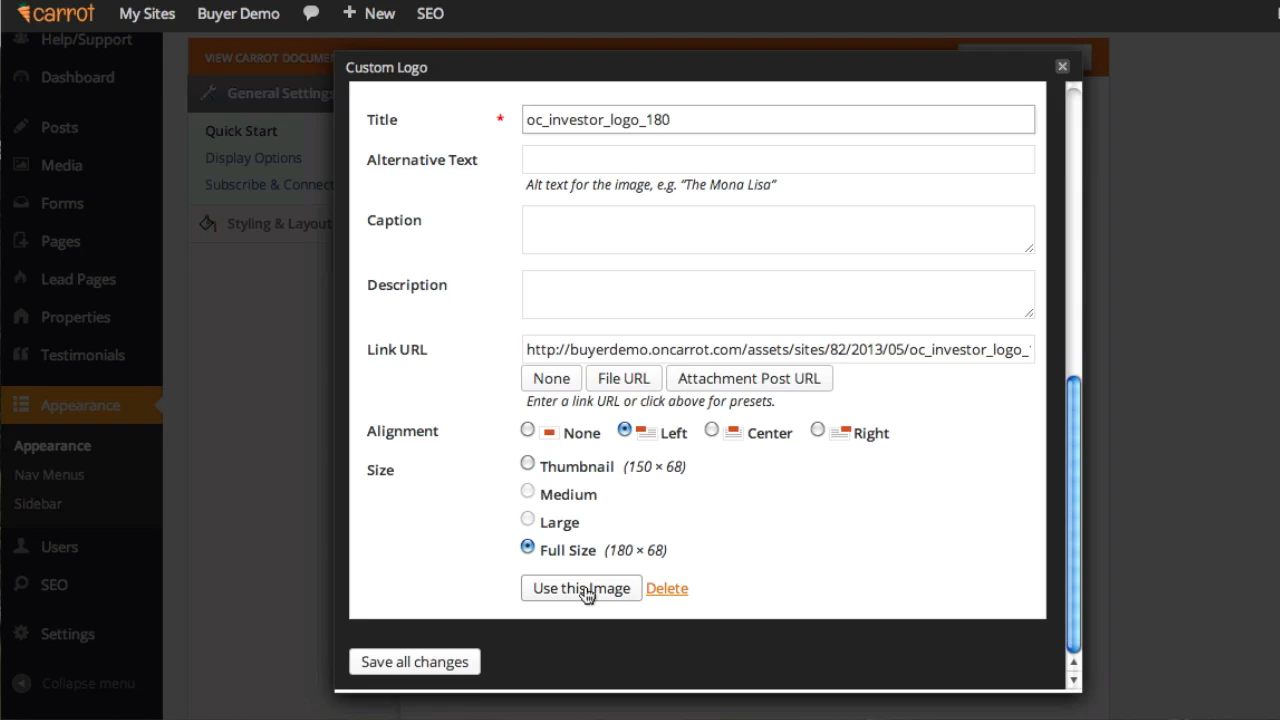 carrot My Sites Buyer Demo + New SEO
Help/Support
Dashboard
Posts
Media
Forms
Pages
Lead Pages
Properties
Testimonials
Appearance
Appearance
Nav Menus
Sidebar
Users
SEO
Settings
Collapse menu
VIEW CARROT DOCUME
General Settings
Quick Start
Display Options
Subscribe & Connect
Styling & Layout
Custom Logo
Title * oc_investor_logo_180
Alternative Text
Alt text for the image, e.g. “The Mona Lisa”
Caption
Description
Link URL http://buyerdemo.oncarrot.com/assets/sites/82/2013/05/oc_investor_logo_
None File URL Attachment Post URL
Enter a link URL or click above for presets.
Alignment None Left Center Right
Size Thumbnail (150 × 68)
Medium
Large
Full Size (180 × 68)
Use this Image Delete
Save all changes